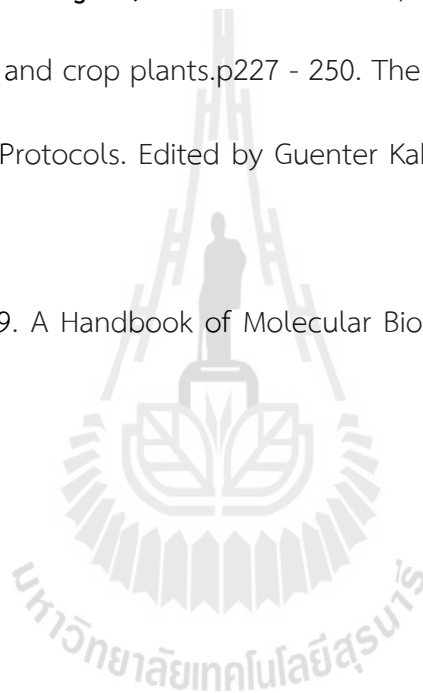 and crop plants.p227 - 250. The
Protocols. Edited by Guenter Kal
9. A Handbook of Molecular Bio
มหาวิทยาลัยเทคโนโลยีสุรนารี